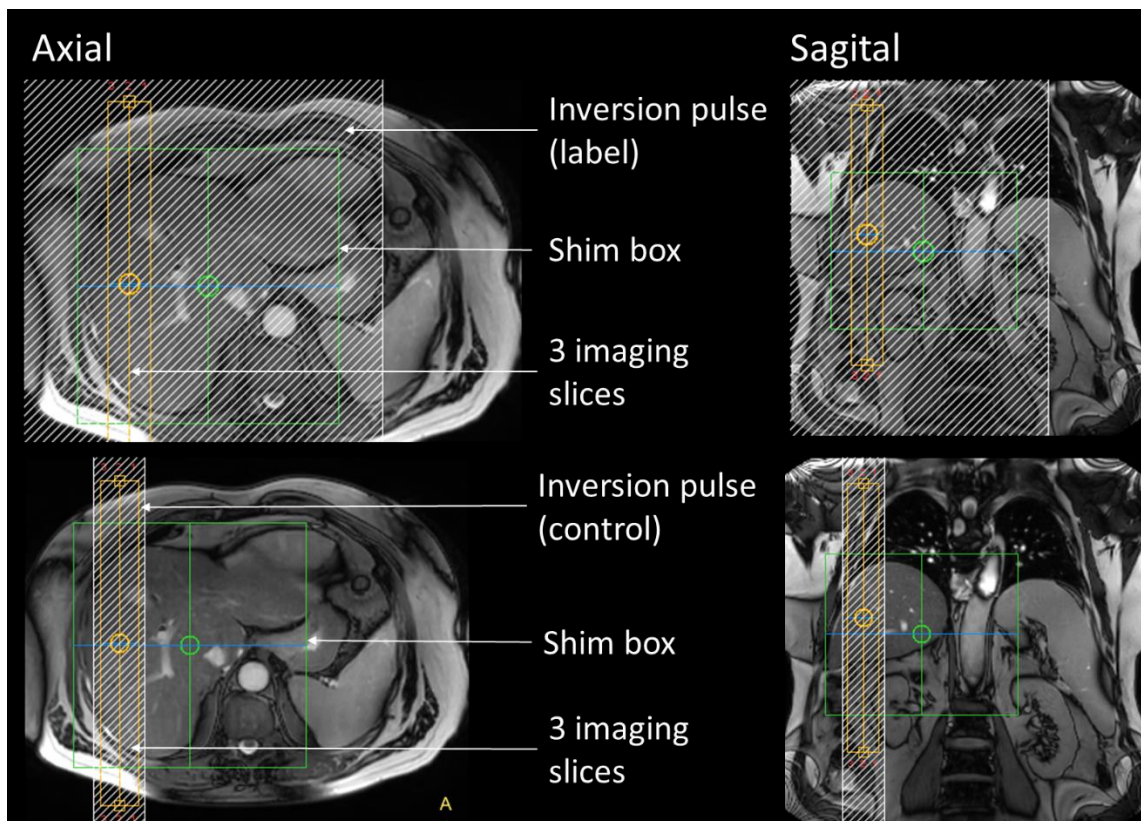 Axial
Sagital
Inversion pulse
(label)
Shim box
3 imaging
slices
Inversion pulse
(control)
Shim box
3 imaging
slices
A